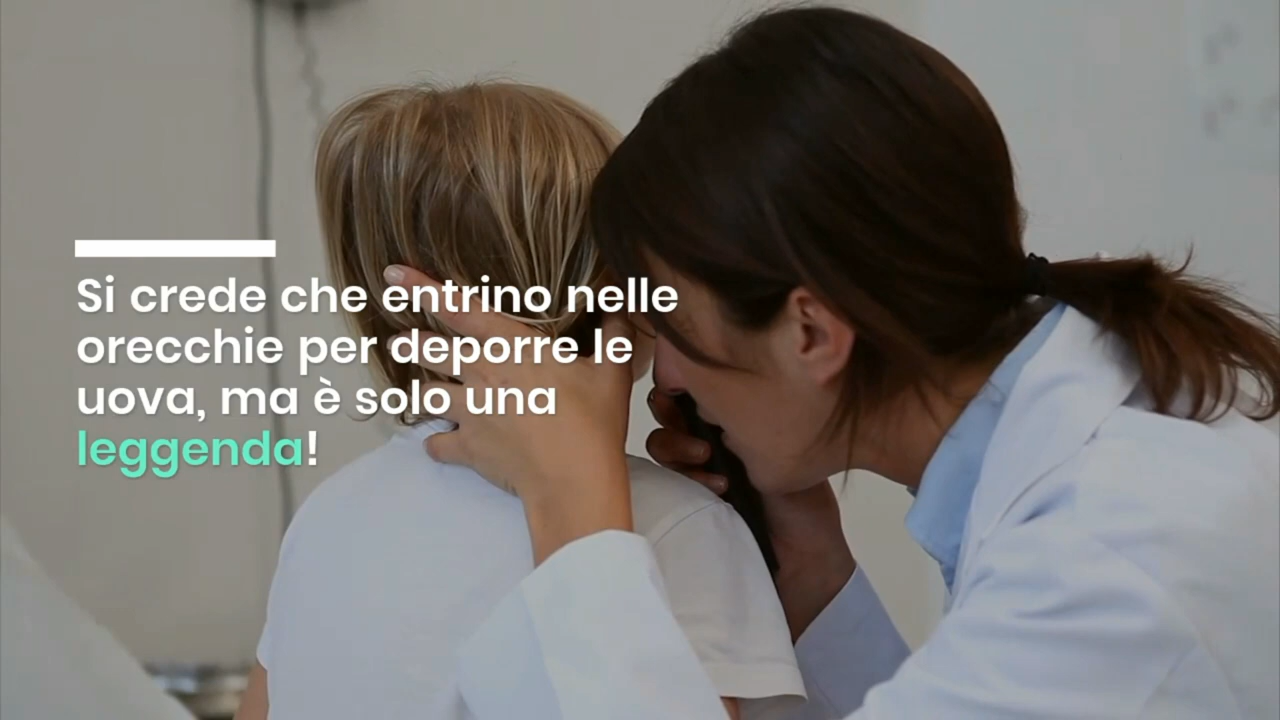 Si crede che entrino nelle
orecchie per deporre le
uova, ma è solo una
leggenda!